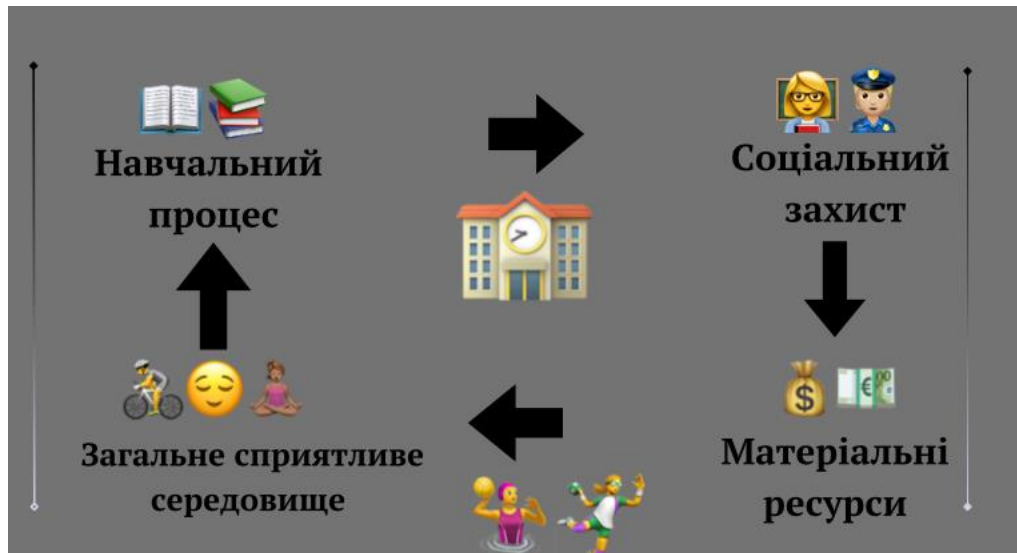 Навчальний
процес
Соціальний
захист
Загальне сприятливе
середовище
Матеріальні
ресурси